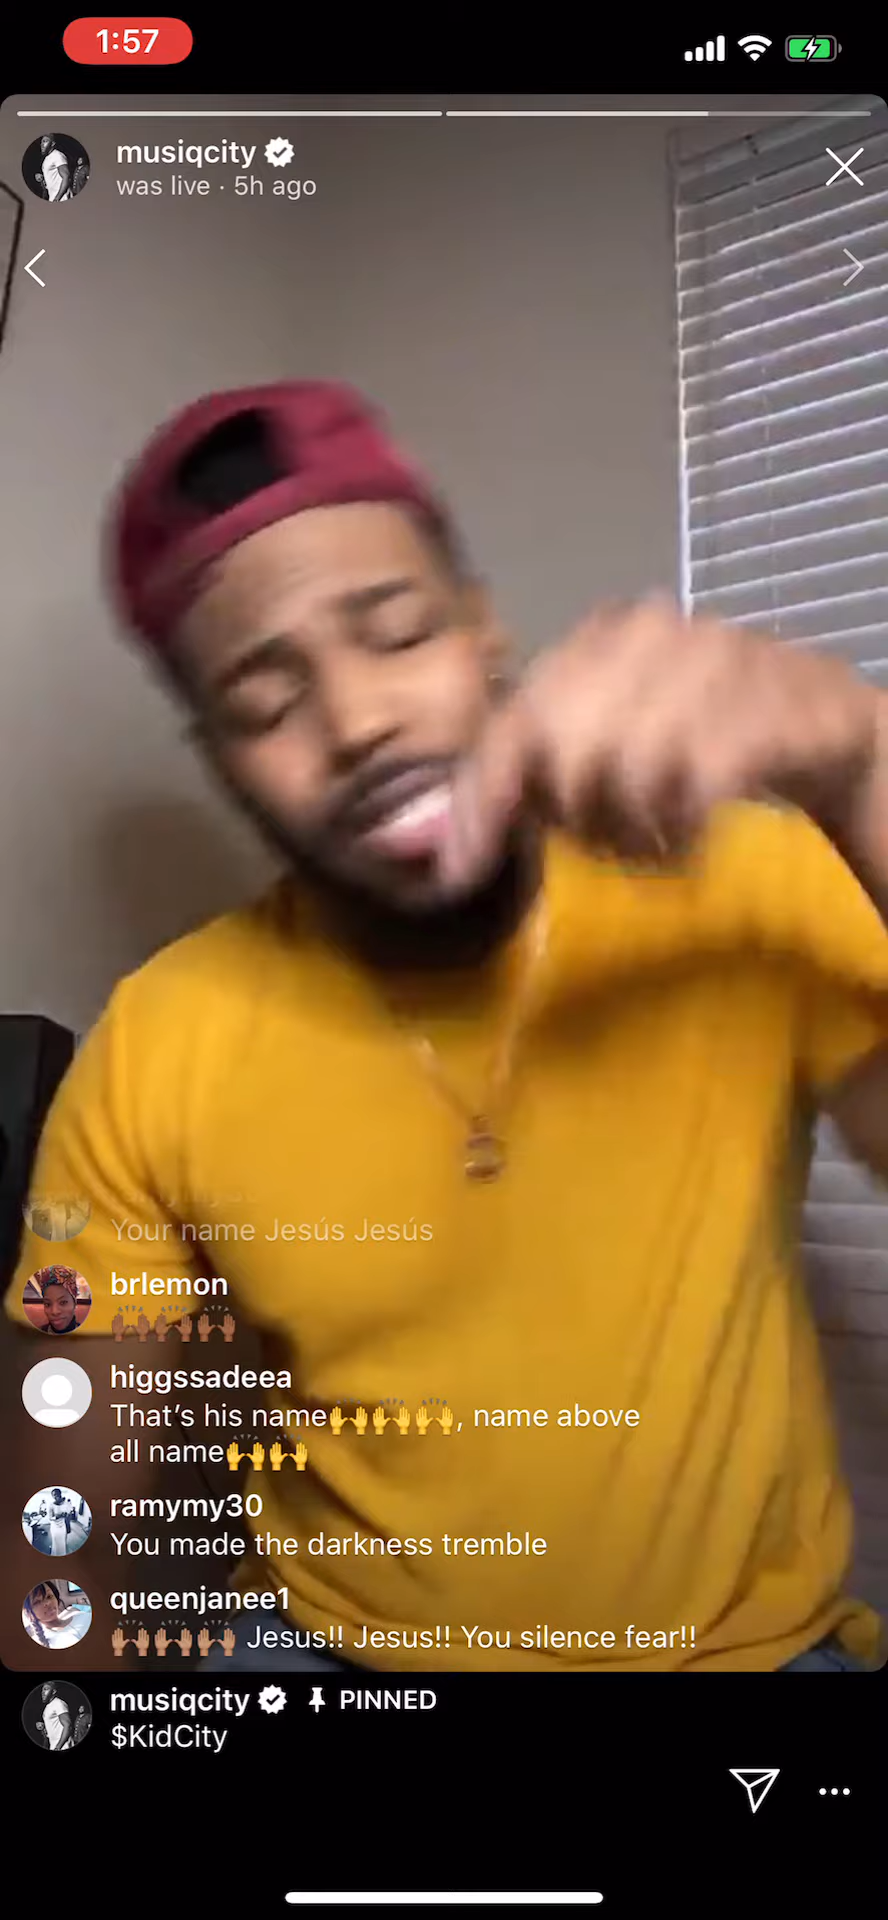 1:57
musiqcity
was live · 5h ago
Your name Jesús Jesús
brlemon
🙌🏾🙌🏾🙌🏾
higgssadeea
That's his name🙌🙌🙌, name above
all name🙌🙌
ramymy30
You made the darkness tremble
queenjanee1
🙌🏽🙌🏽🙌🏽 Jesus!! Jesus!! You silence fear!!
musiqcity PINNED
$KidCity